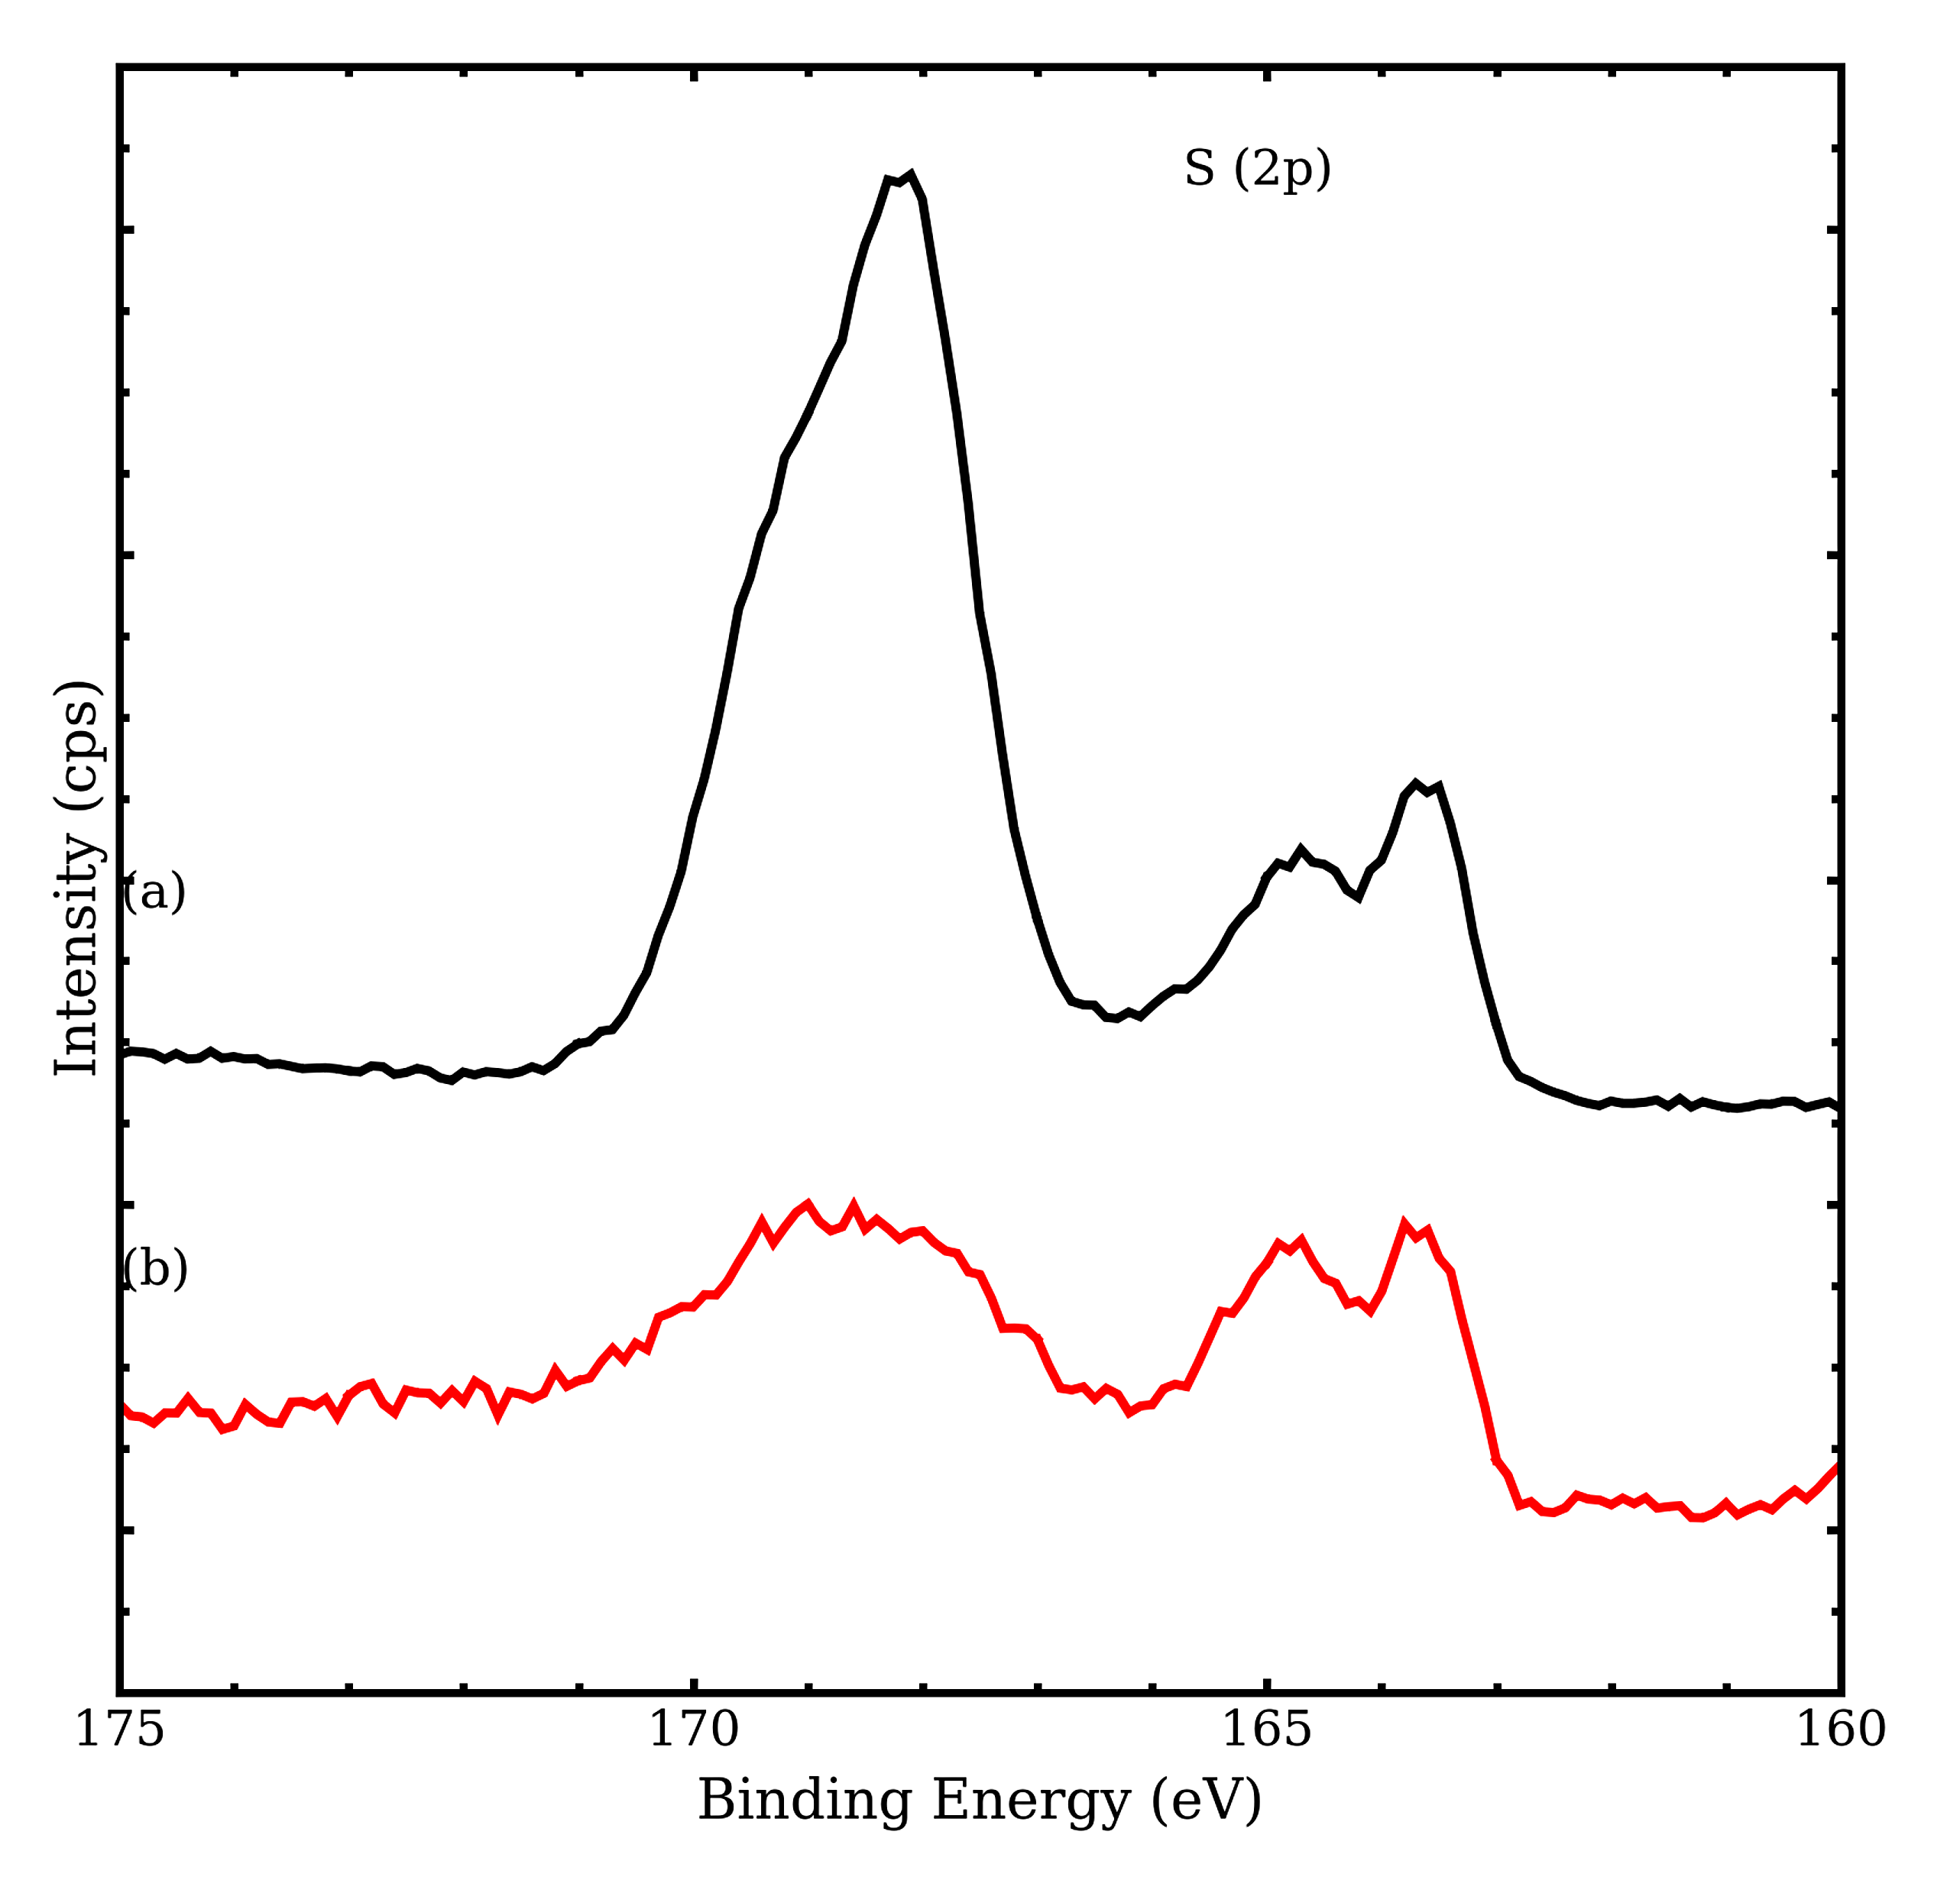 S (2p)
Intensity (cps)
(a)
(b)
175 170 165 160
Binding Energy (eV)